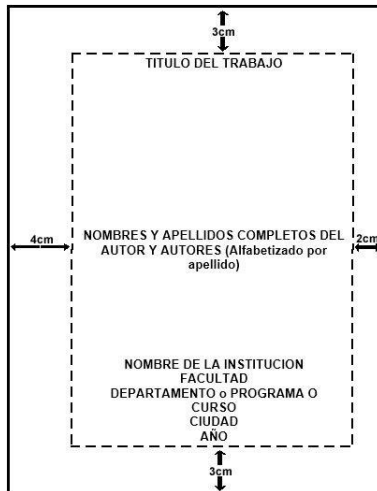 3cm
TITULO DEL TRABAJO
NOMBRES Y APELLIDOS COMPLETOS DEL
4cm
2cm
AUTOR Y AUTORES (Alfabetizado por
apellido)
NOMBRE DE LA INSTITUCION
FACULTAD
DEPARTAMENTO o PROGRAMA O
CURSO
CIUDAD
AÑO
3cm